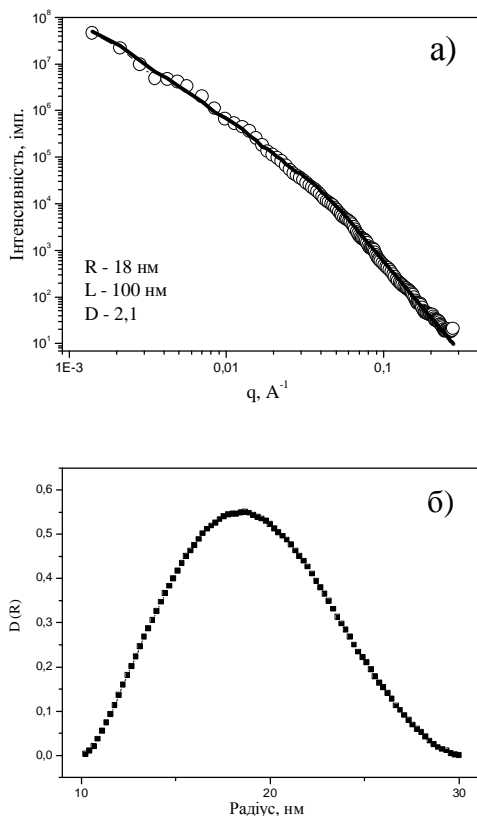 а)
10^8
10^7
10^6
10^5
10^4
10^3
10^2
10^1
Інтенсивність, імп.
R - 18 нм
L - 100 нм
D - 2,1
1E-3 0,01 0,1
q, A^-1
б)
0,6
0,5
0,4
0,3
0,2
0,1
0,0
D (R)
10 20 30
Радіус, нм